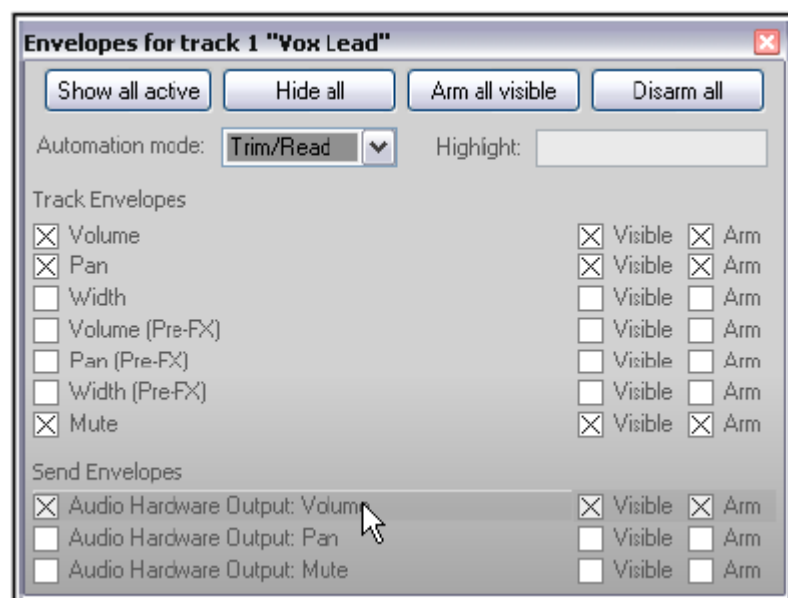 Envelopes for track 1 "Vox Lead"
Show all active Hide all Arm all visible Disarm all
Automation mode: Trim/Read Highlight:
Track Envelopes
Volume Visible Arm
Pan Visible Arm
Width Visible Arm
Volume (Pre-FX) Visible Arm
Pan (Pre-FX) Visible Arm
Width (Pre-FX) Visible Arm
Mute Visible Arm
Send Envelopes
Audio Hardware Output: Volume Visible Arm
Audio Hardware Output: Pan Visible Arm
Audio Hardware Output: Mute Visible Arm